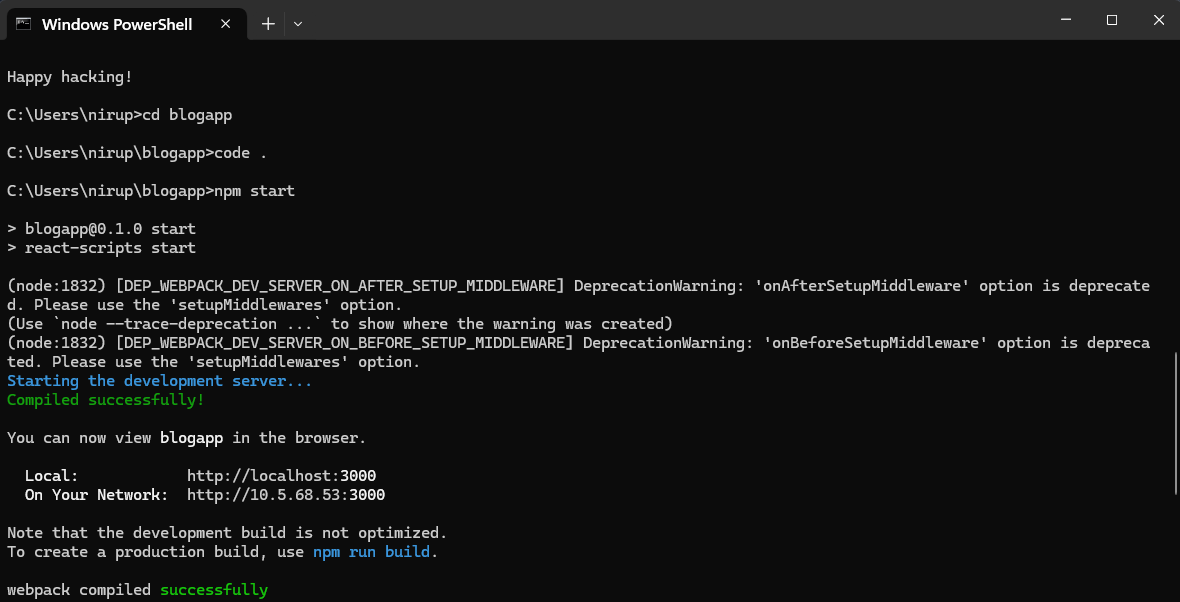 Windows PowerShell
Happy hacking!
C:\Users\nirup>cd blogapp
C:\Users\nirup\blogapp>code .
C:\Users\nirup\blogapp>npm start
> blogapp@0.1.0 start
> react-scripts start
(node:1832) [DEP_WEBPACK_DEV_SERVER_ON_AFTER_SETUP_MIDDLEWARE] DeprecationWarning: 'onAfterSetupMiddleware' option is deprecate
d. Please use the 'setupMiddlewares' option.
(Use `node --trace-deprecation ...` to show where the warning was created)
(node:1832) [DEP_WEBPACK_DEV_SERVER_ON_BEFORE_SETUP_MIDDLEWARE] DeprecationWarning: 'onBeforeSetupMiddleware' option is depreca
ted. Please use the 'setupMiddlewares' option.
Starting the development server...
Compiled successfully!
You can now view blogapp in the browser.
Local: http://localhost:3000
On Your Network: http://10.5.68.53:3000
Note that the development build is not optimized.
To create a production build, use npm run build.
webpack compiled successfully